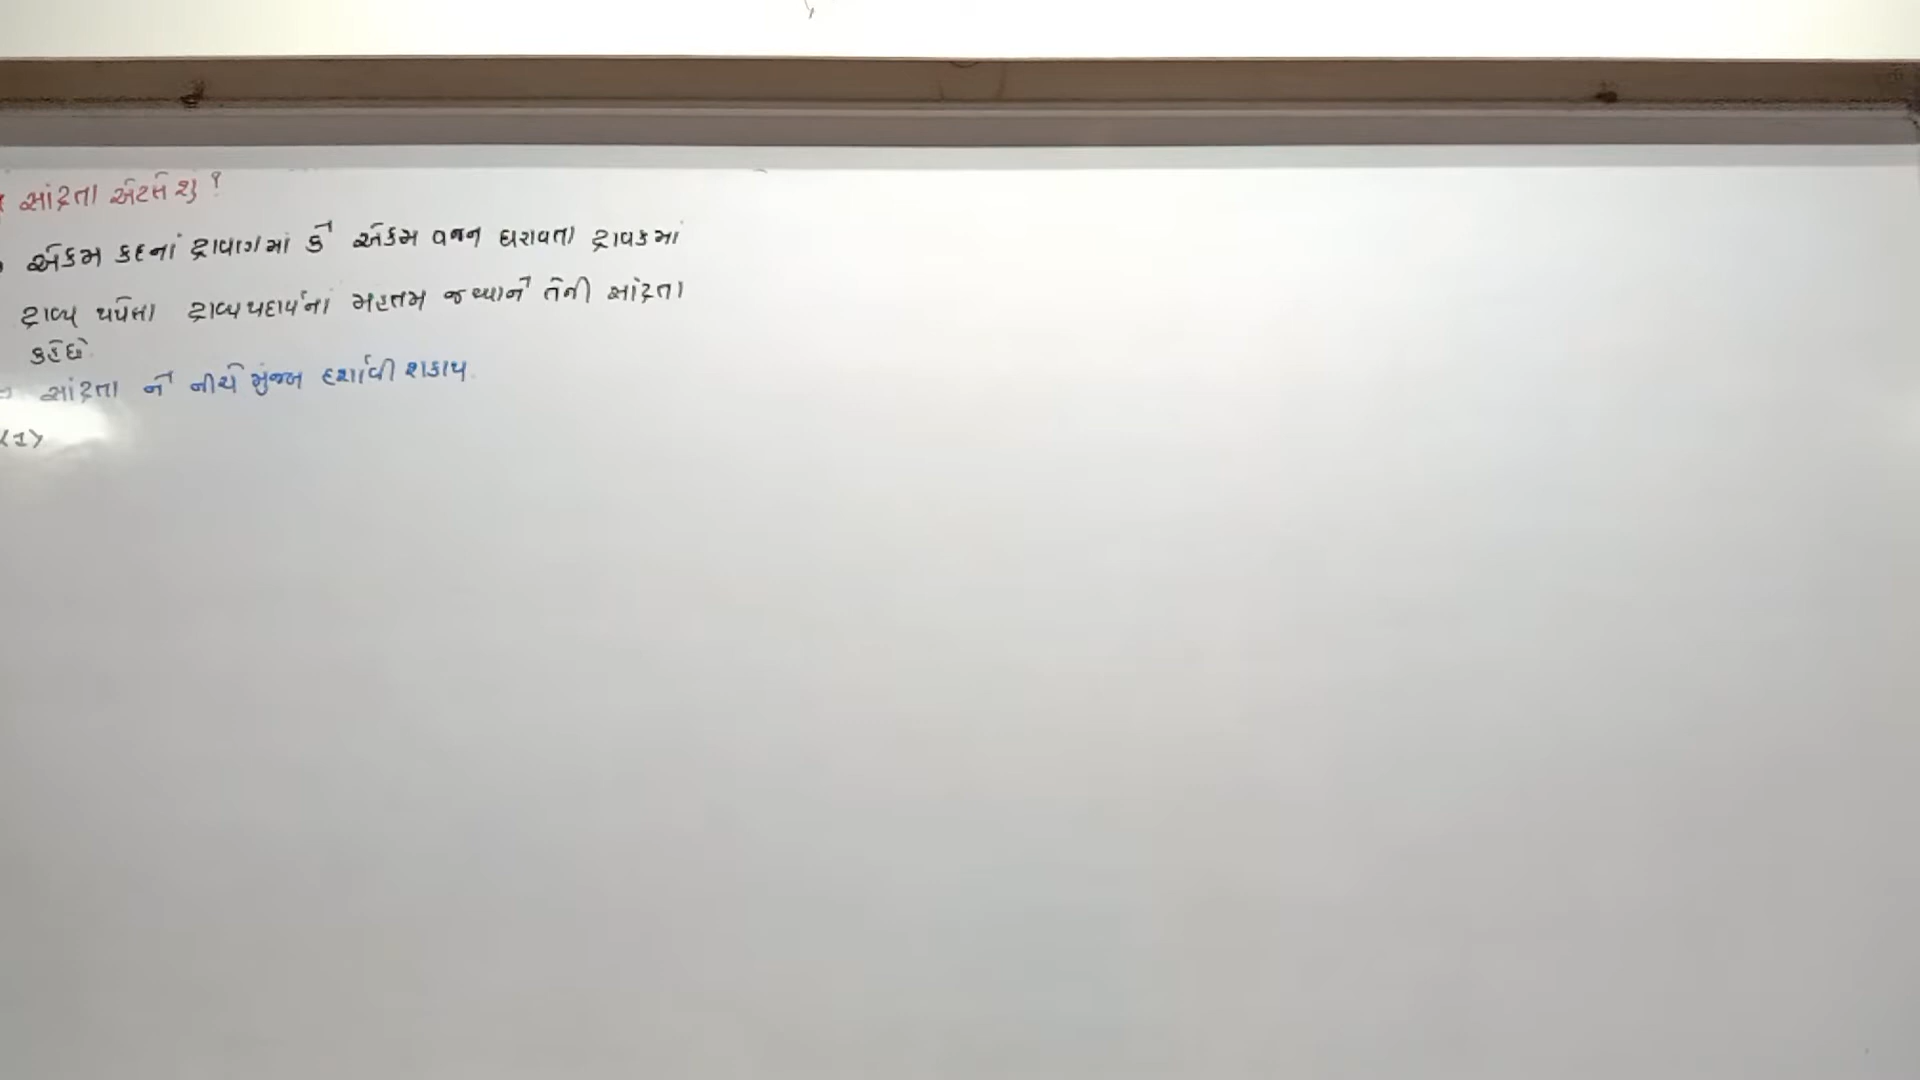 સાંદ્રતા એટલે શું ?
એકમ કદનાં દ્રાવણમાં કે એકમ વજન ધરાવતા દ્રાવકમાં
દ્રાવ્ય થયેલા દ્રાવ્ય પદાર્થનાં મહત્તમ જથ્થાને તેની સાંદ્રતા
કહે છે.
સાંદ્રતા ને નીચે મુજબ દર્શાવી શકાય.
<1>